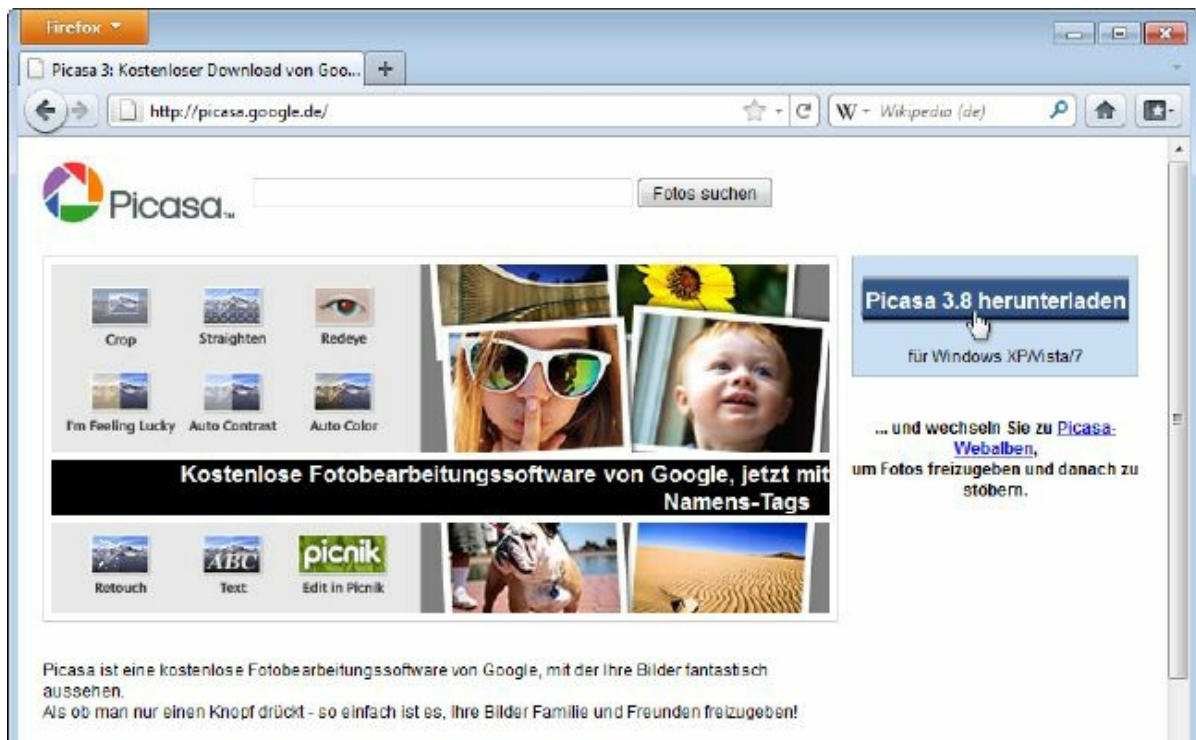 Firefox
Picasa 3: Kostenloser Download von Goo...
http://picasa.google.de/
W - Wikipedia (de)
Picasa™
Fotos suchen
Crop
Straighten
Redeye
Picasa 3.8 herunterladen
für Windows XP/Vista/7
I'm Feeling Lucky
Auto Contrast
Auto Color
... und wechseln Sie zu Picasa-
Webalben,
um Fotos freizugeben und danach zu
stöbern.
Kostenlose Fotobearbeitungssoftware von Google, jetzt mit
Namens-Tags
ABC
picnik
Retouch
Text
Edit in Picnik
Picasa ist eine kostenlose Fotobearbeitungssoftware von Google, mit der Ihre Bilder fantastisch
aussehen.
Als ob man nur einen Knopf drückt - so einfach ist es, Ihre Bilder Familie und Freunden freizugeben!